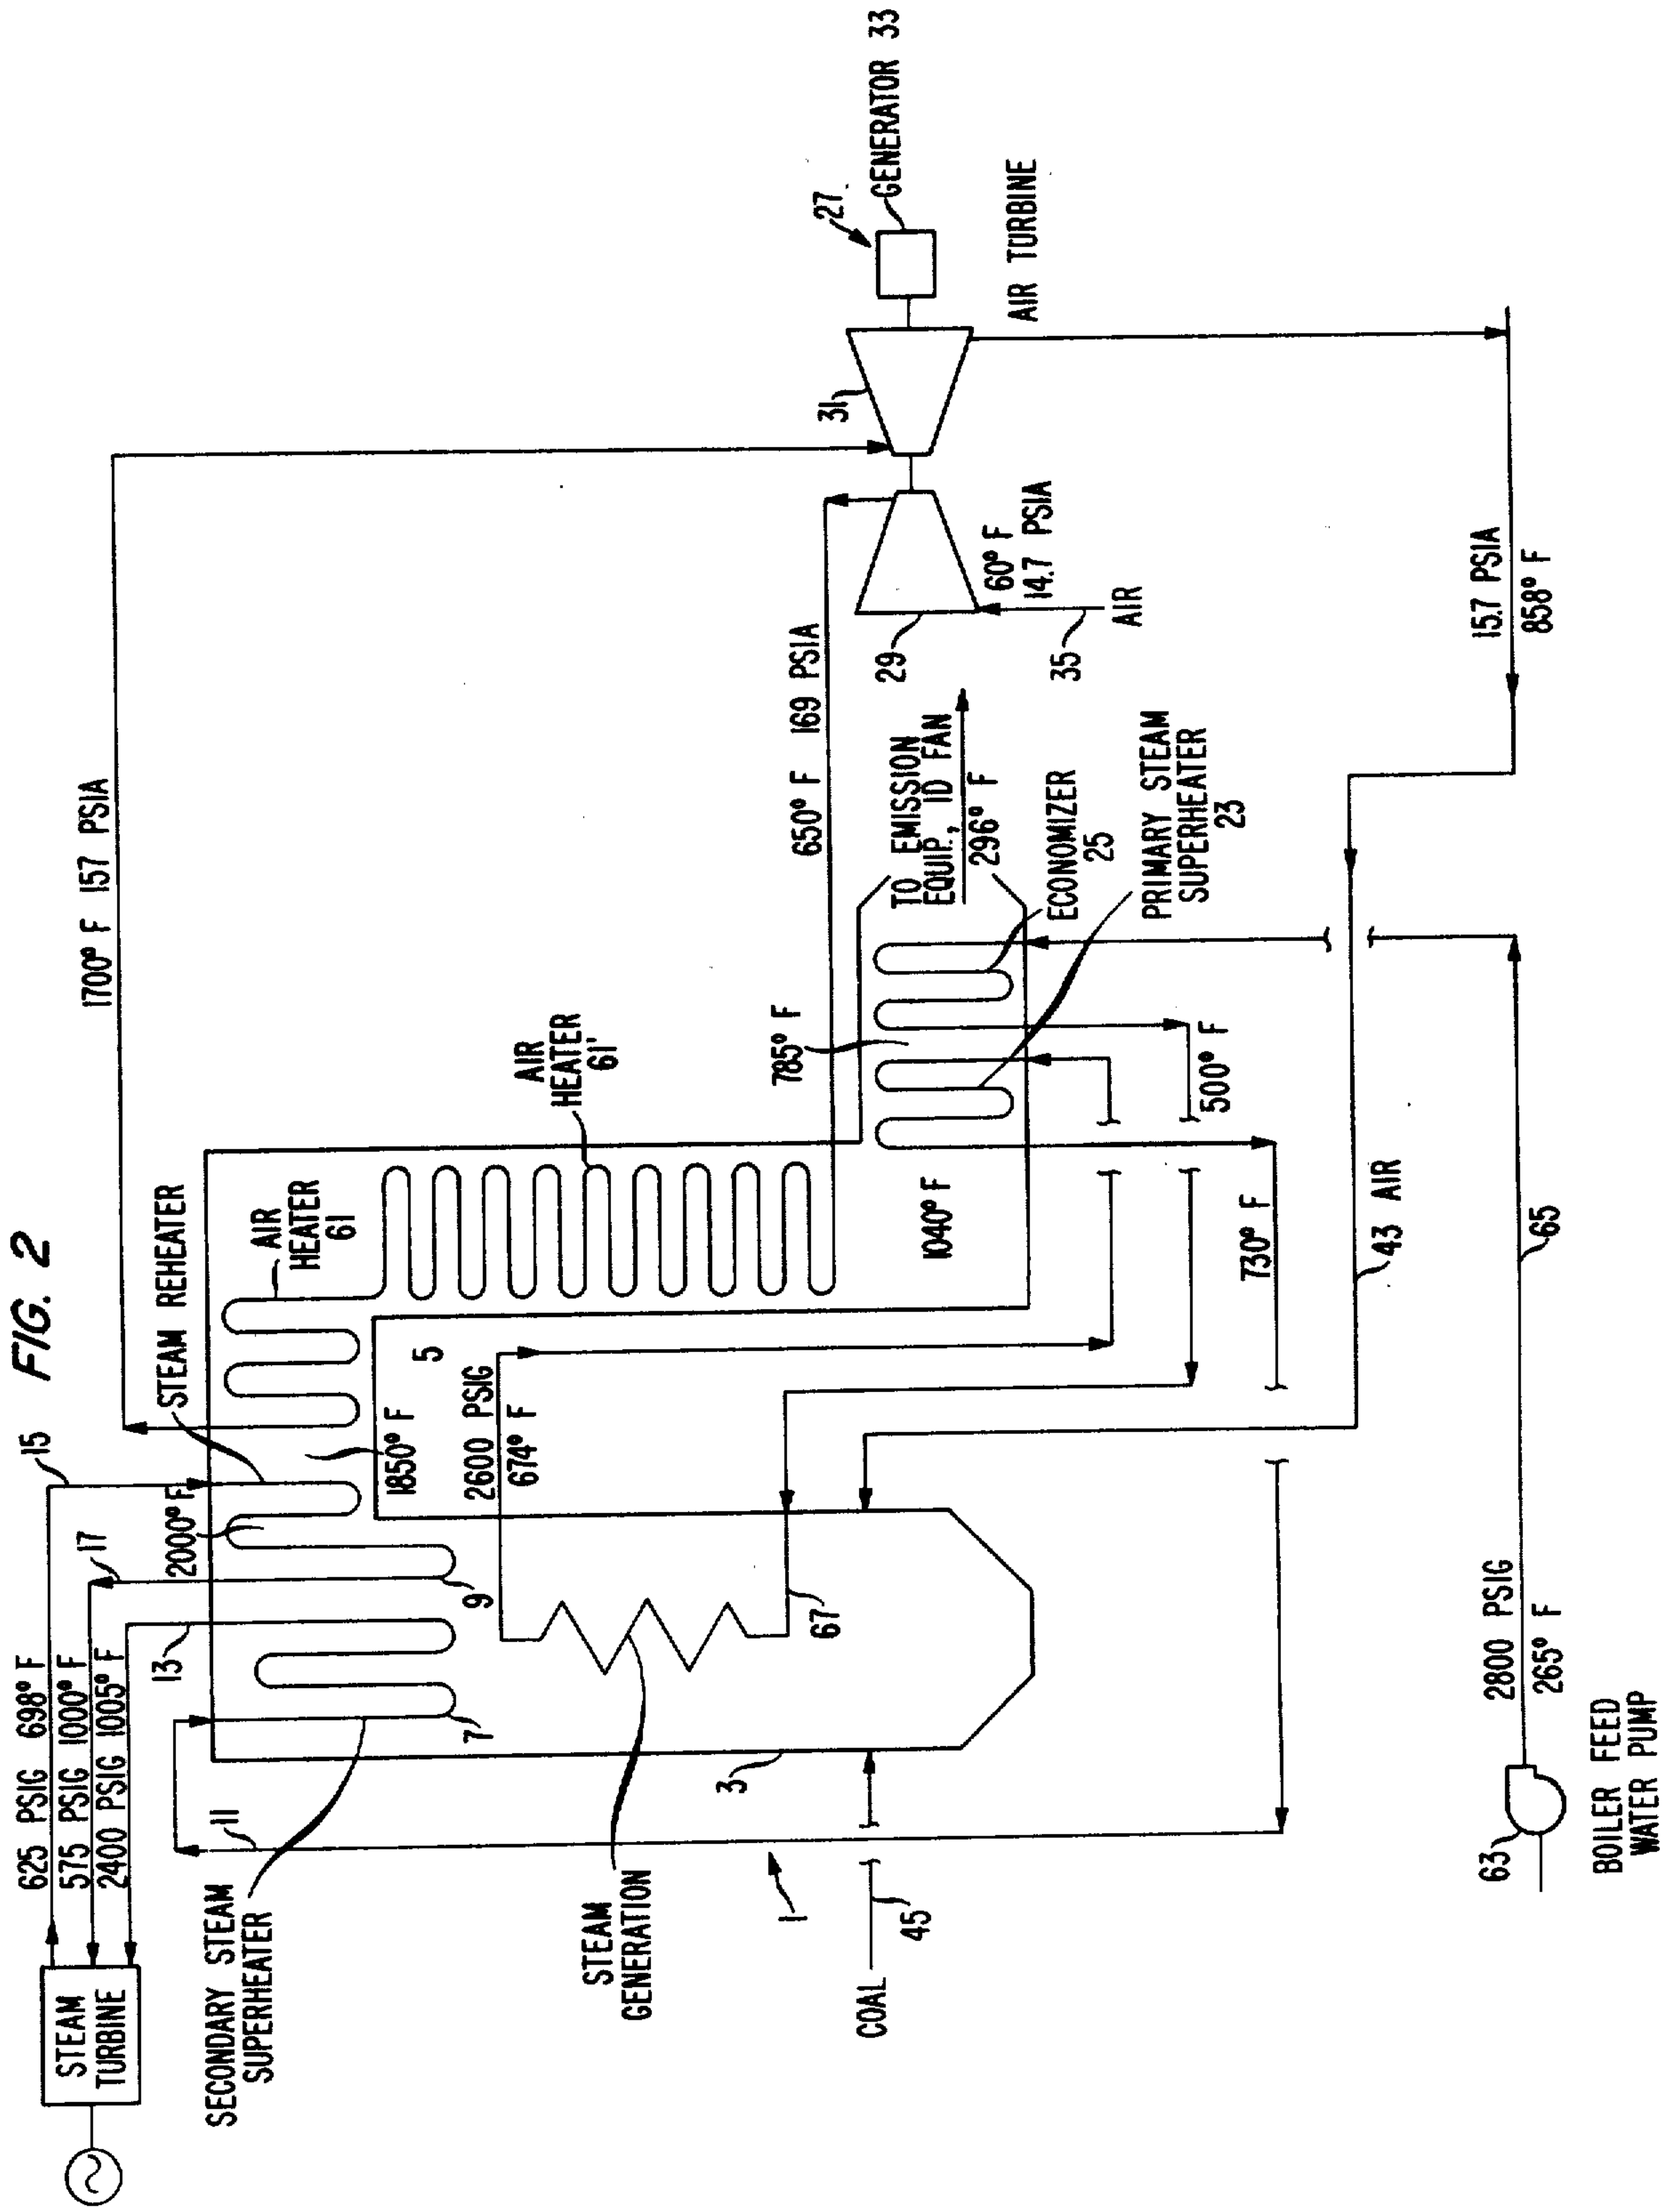 FIG. 2
625 PSIG 698° F
575 PSIG 1000° F
2400 PSIG 1005° F
15
17
13
STEAM
TURBINE
STEAM REHEATER
2000° F
1850° F
AIR
HEATER
61
1700° F 157 PSIA
SECONDARY STEAM
SUPERHEATER
11
7
9
5
2600 PSIG
674° F
AIR
HEATER
61'
STEAM
GENERATION
3
67
1
COAL
45
1040° F
785° F
650° F 169 PSIA
TO EMISSION
EQUIP., ID FAN
296° F
ECONOMIZER
25
PRIMARY STEAM
SUPERHEATER
23
29
35
AIR
60° F
14.7 PSIA
31
27
GENERATOR 33
AIR TURBINE
500° F
730° F
43 AIR
15.7 PSIA
858° F
65
2800 PSIG
265° F
63
BOILER FEED
WATER PUMP